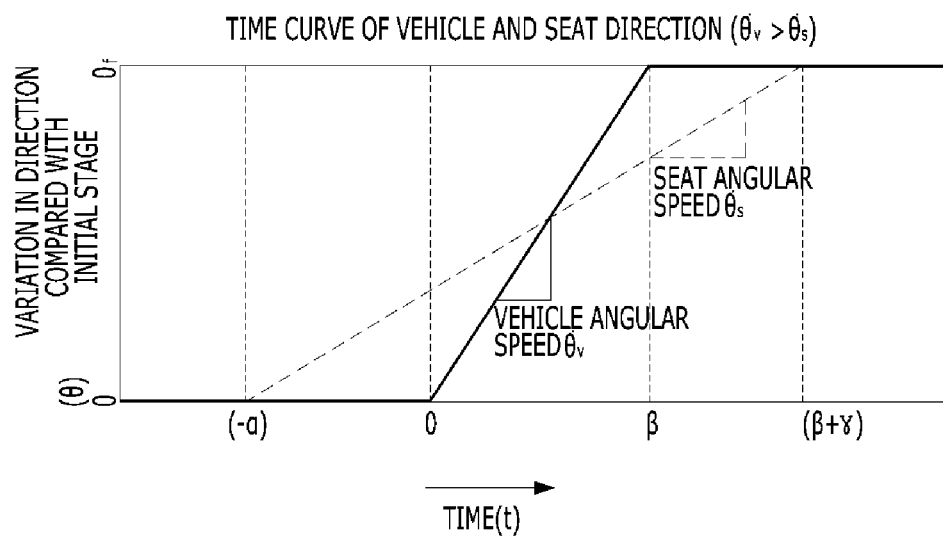 TIME CURVE OF VEHICLE AND SEAT DIRECTION (θ̇v > θ̇s)
VARIATION IN DIRECTION
COMPARED WITH
INITIAL STAGE
(θ)
0f
0
SEAT ANGULAR
SPEED θ̇s
VEHICLE ANGULAR
SPEED θ̇v
(-α) 0 β (β+γ)
TIME(t)